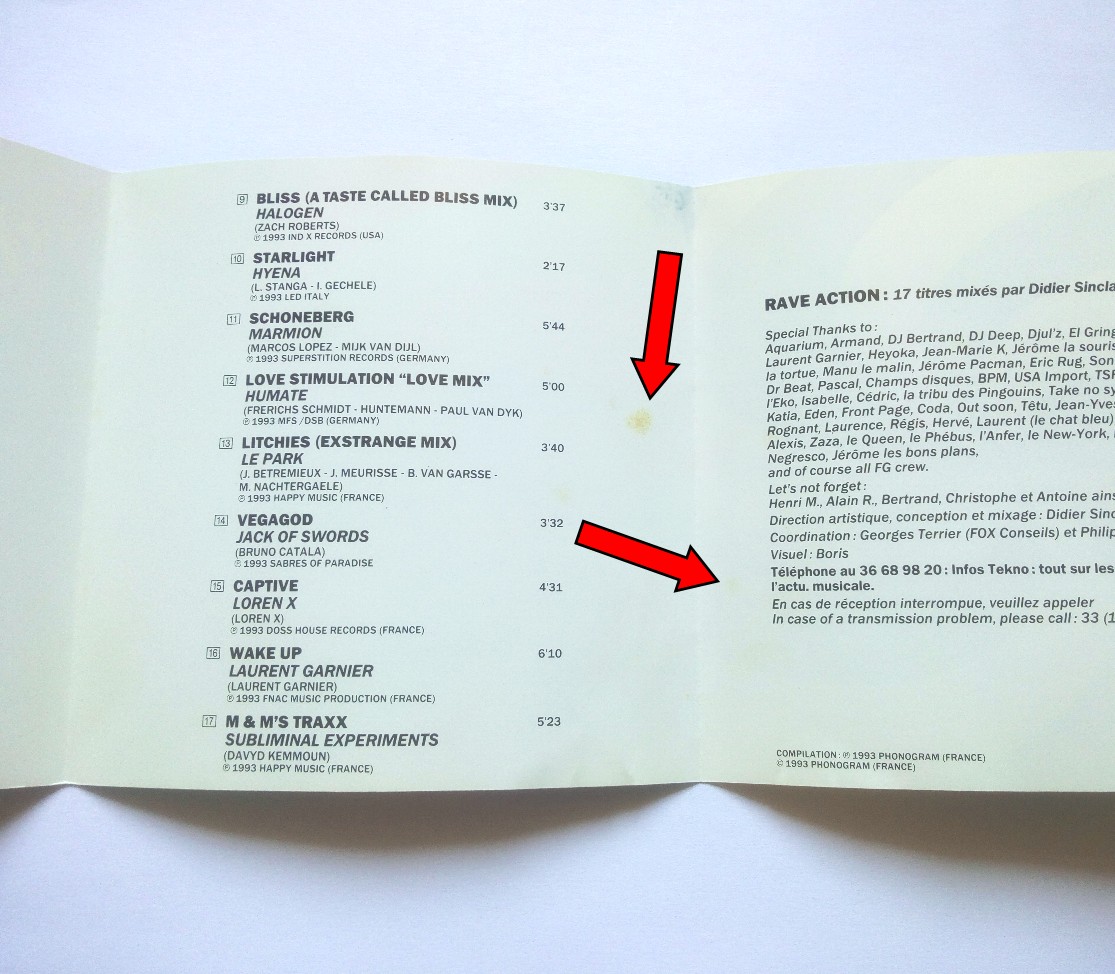 9 BLISS (A TASTE CALLED BLISS MIX) 3'37
HALOGEN
(ZACH ROBERTS)
℗ 1993 IND X RECORDS (USA)
10 STARLIGHT 2'17
HYENA
(L. STANGA - I. GECHELE)
℗ 1993 LED ITALY
11 SCHONEBERG 5'44
MARMION
(MARCOS LOPEZ - MIJK VAN DIJL)
℗ 1993 SUPERSTITION RECORDS (GERMANY)
12 LOVE STIMULATION “LOVE MIX” 5'00
HUMATE
(FRERICHS SCHMIDT - HUNTEMANN - PAUL VAN DYK)
℗ 1993 MFS /DSB (GERMANY)
13 LITCHIES (EXSTRANGE MIX) 3'40
LE PARK
(J. BETREMIEUX - J. MEURISSE - B. VAN GARSSE -
M. NACHTERGAELE)
℗ 1993 HAPPY MUSIC (FRANCE)
14 VEGAGOD 3'32
JACK OF SWORDS
(BRUNO CATALA)
℗ 1993 SABRES OF PARADISE
15 CAPTIVE 4'31
LOREN X
(LOREN X)
℗ 1993 DOSS HOUSE RECORDS (FRANCE)
16 WAKE UP 6'10
LAURENT GARNIER
(LAURENT GARNIER)
℗ 1993 FNAC MUSIC PRODUCTION (FRANCE)
17 M & M'S TRAXX 5'23
SUBLIMINAL EXPERIMENTS
(DAVYD KEMMOUN)
℗ 1993 HAPPY MUSIC (FRANCE)
RAVE ACTION : 17 titres mixés par Didier Sincla
Special Thanks to :
Aquarium, Armand, DJ Bertrand, DJ Deep, Djul'z, El Gring
Laurent Garnier, Heyoka, Jean-Marie K, Jérôme la souris
la tortue, Manu le malin, Jérôme Pacman, Eric Rug, Son
Dr Beat, Pascal, Champs disques, BPM, USA Import, TSF
l'Eko, Isabelle, Cédric, la tribu des Pingouins, Take no sy
Katia, Eden, Front Page, Coda, Out soon, Têtu, Jean-Yves
Rognant, Laurence, Régis, Hervé, Laurent (le chat bleu)
Alexis, Zaza, le Queen, le Phébus, l'Anfer, le New-York,
Negresco, Jérôme les bons plans,
and of course all FG crew.
Let's not forget :
Henri M., Alain R., Bertrand, Christophe et Antoine ains
Direction artistique, conception et mixage : Didier Sinc
Coordination : Georges Terrier (FOX Conseils) et Philip
Visuel : Boris
Téléphone au 36 68 98 20 : Infos Tekno : tout sur les
l'actu. musicale.
En cas de réception interrompue, veuillez appeler
In case of a transmission problem, please call : 33 (1
COMPILATION : ℗ 1993 PHONOGRAM (FRANCE)
© 1993 PHONOGRAM (FRANCE)